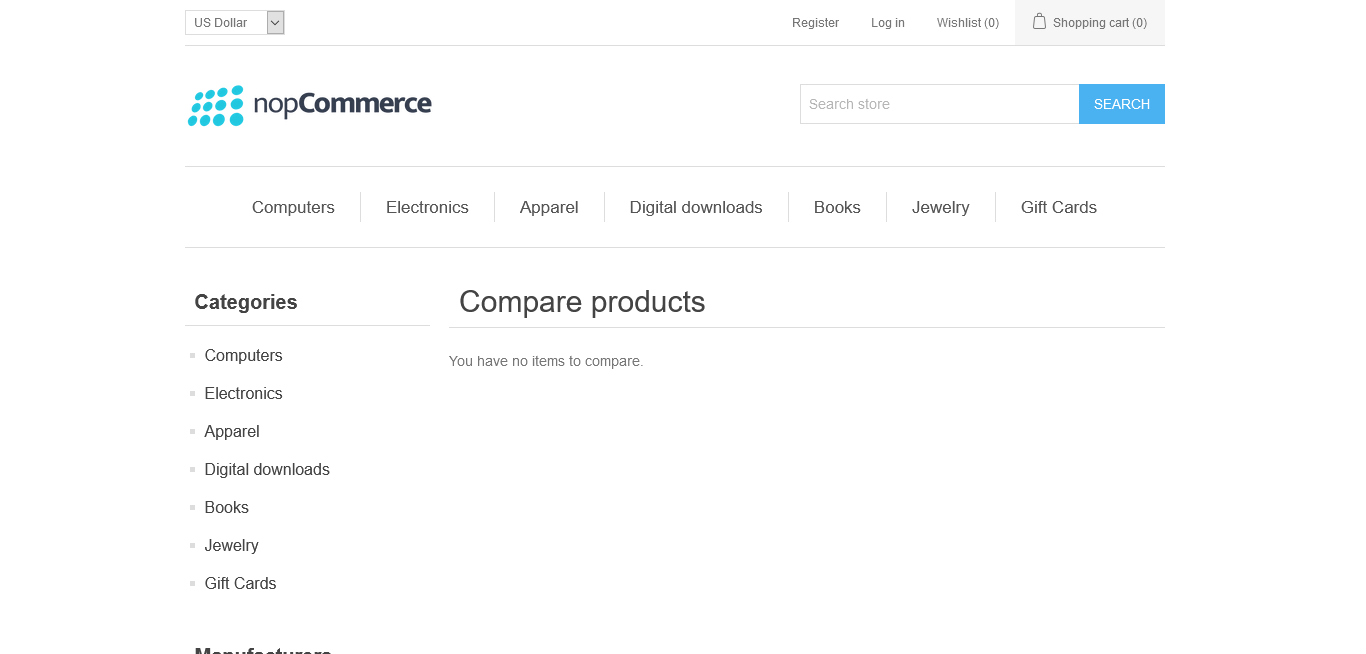 US Dollar
Register
Log in
Wishlist (0)
Shopping cart (0)
nopCommerce
Search store
SEARCH
Computers
Electronics
Apparel
Digital downloads
Books
Jewelry
Gift Cards
Categories
Compare products
Computers
You have no items to compare.
Electronics
Apparel
Digital downloads
Books
Jewelry
Gift Cards
Manufacturers